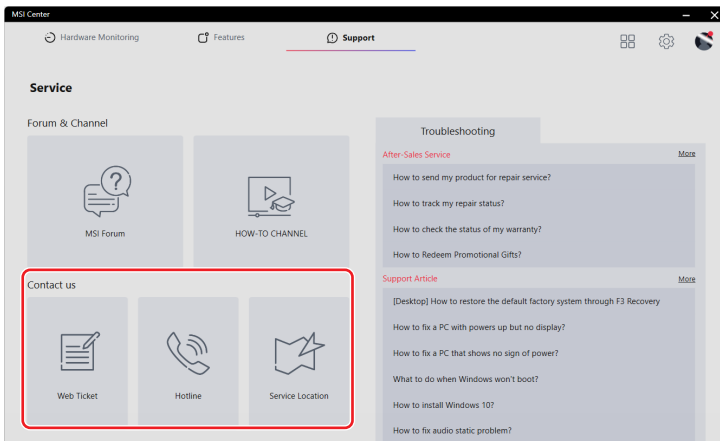 MSI Center
Hardware Monitoring
Features
Support
Service
Forum & Channel
MSI Forum
HOW-TO CHANNEL
Contact us
Web Ticket
Hotline
Service Location
Troubleshooting
After-Sales Service
More
How to send my product for repair service?
How to track my repair status?
How to check the status of my warranty?
How to Redeem Promotional Gifts?
Support Article
More
[Desktop] How to restore the default factory system through F3 Recovery
How to fix a PC with powers up but no display?
How to fix a PC that shows no sign of power?
What to do when Windows won't boot?
How to install Windows 10?
How to fix audio static problem?